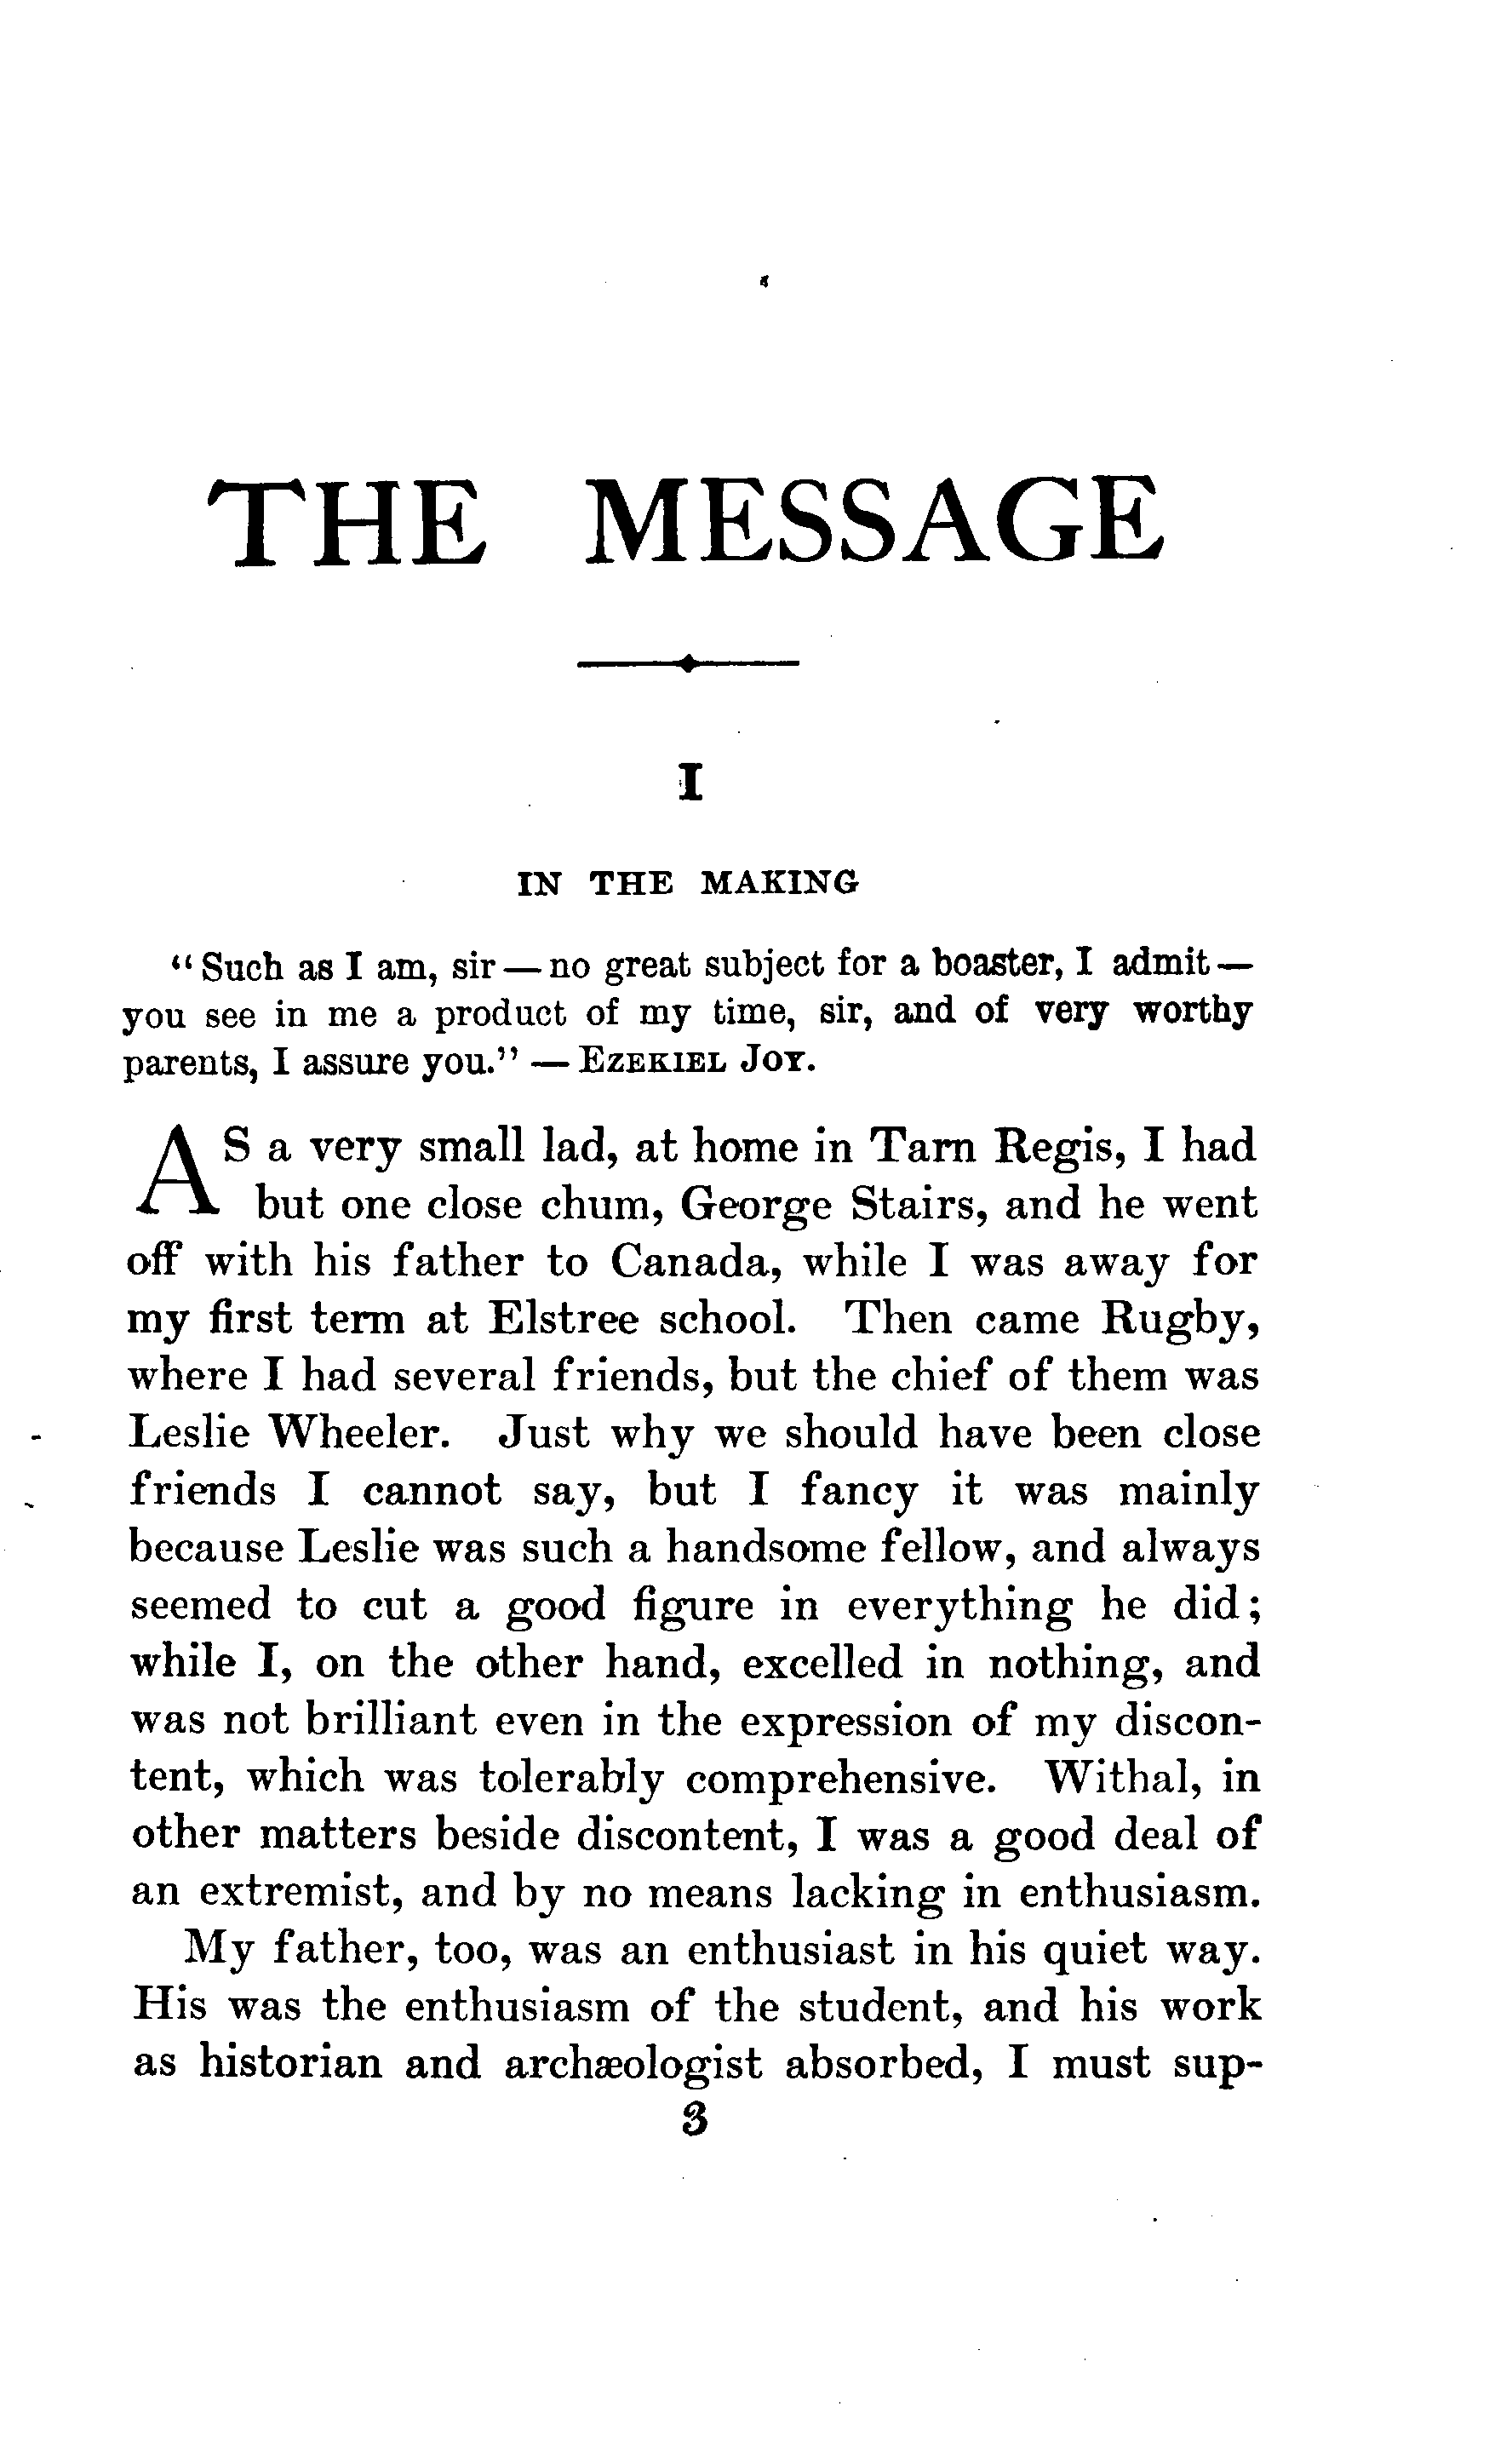 THE MESSAGE
I
IN THE MAKING
“Such as I am, sir — no great subject for a boaster, I admit —
you see in me a product of my time, sir, and of very worthy
parents, I assure you.” — EZEKIEL JOY.
AS a very small lad, at home in Tarn Regis, I had
but one close chum, George Stairs, and he went
off with his father to Canada, while I was away for
my first term at Elstree school. Then came Rugby,
where I had several friends, but the chief of them was
Leslie Wheeler. Just why we should have been close
friends I cannot say, but I fancy it was mainly
because Leslie was such a handsome fellow, and always
seemed to cut a good figure in everything he did;
while I, on the other hand, excelled in nothing, and
was not brilliant even in the expression of my discon-
tent, which was tolerably comprehensive. Withal, in
other matters beside discontent, I was a good deal of
an extremist, and by no means lacking in enthusiasm.
My father, too, was an enthusiast in his quiet way.
His was the enthusiasm of the student, and his work
as historian and archæologist absorbed, I must sup-
3